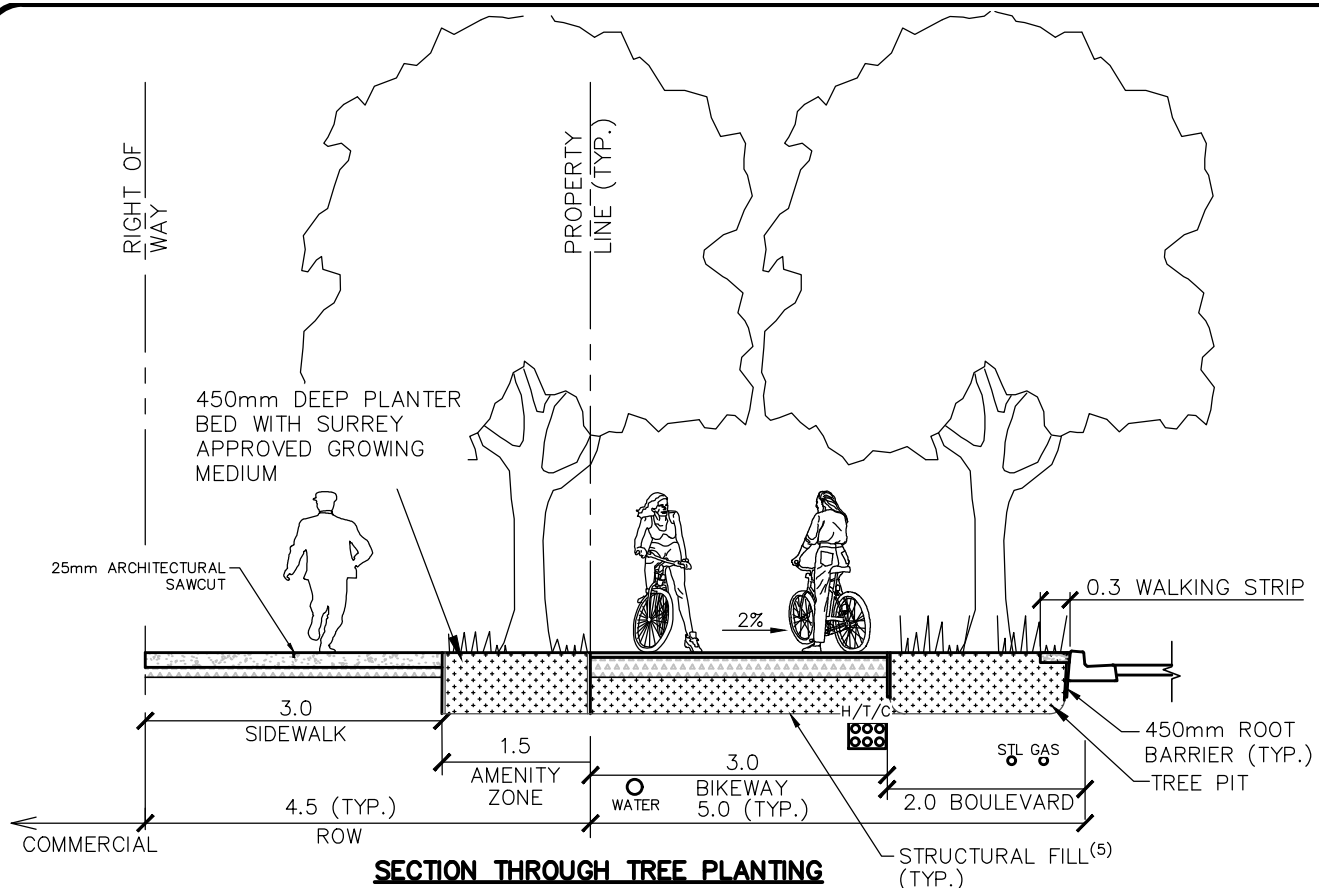 RIGHT OF
WAY
PROPERTY
LINE (TYP.)
450mm DEEP PLANTER
BED WITH SURREY
APPROVED GROWING
MEDIUM
25mm ARCHITECTURAL
SAWCUT
2%
0.3 WALKING STRIP
3.0
SIDEWALK
1.5
AMENITY
ZONE
H/T/C
3.0
BIKEWAY
WATER
STL GAS
450mm ROOT
BARRIER (TYP.)
TREE PIT
2.0 BOULEVARD
4.5 (TYP.)
ROW
5.0 (TYP.)
COMMERCIAL
STRUCTURAL FILL(5)
(TYP.)
SECTION THROUGH TREE PLANTING